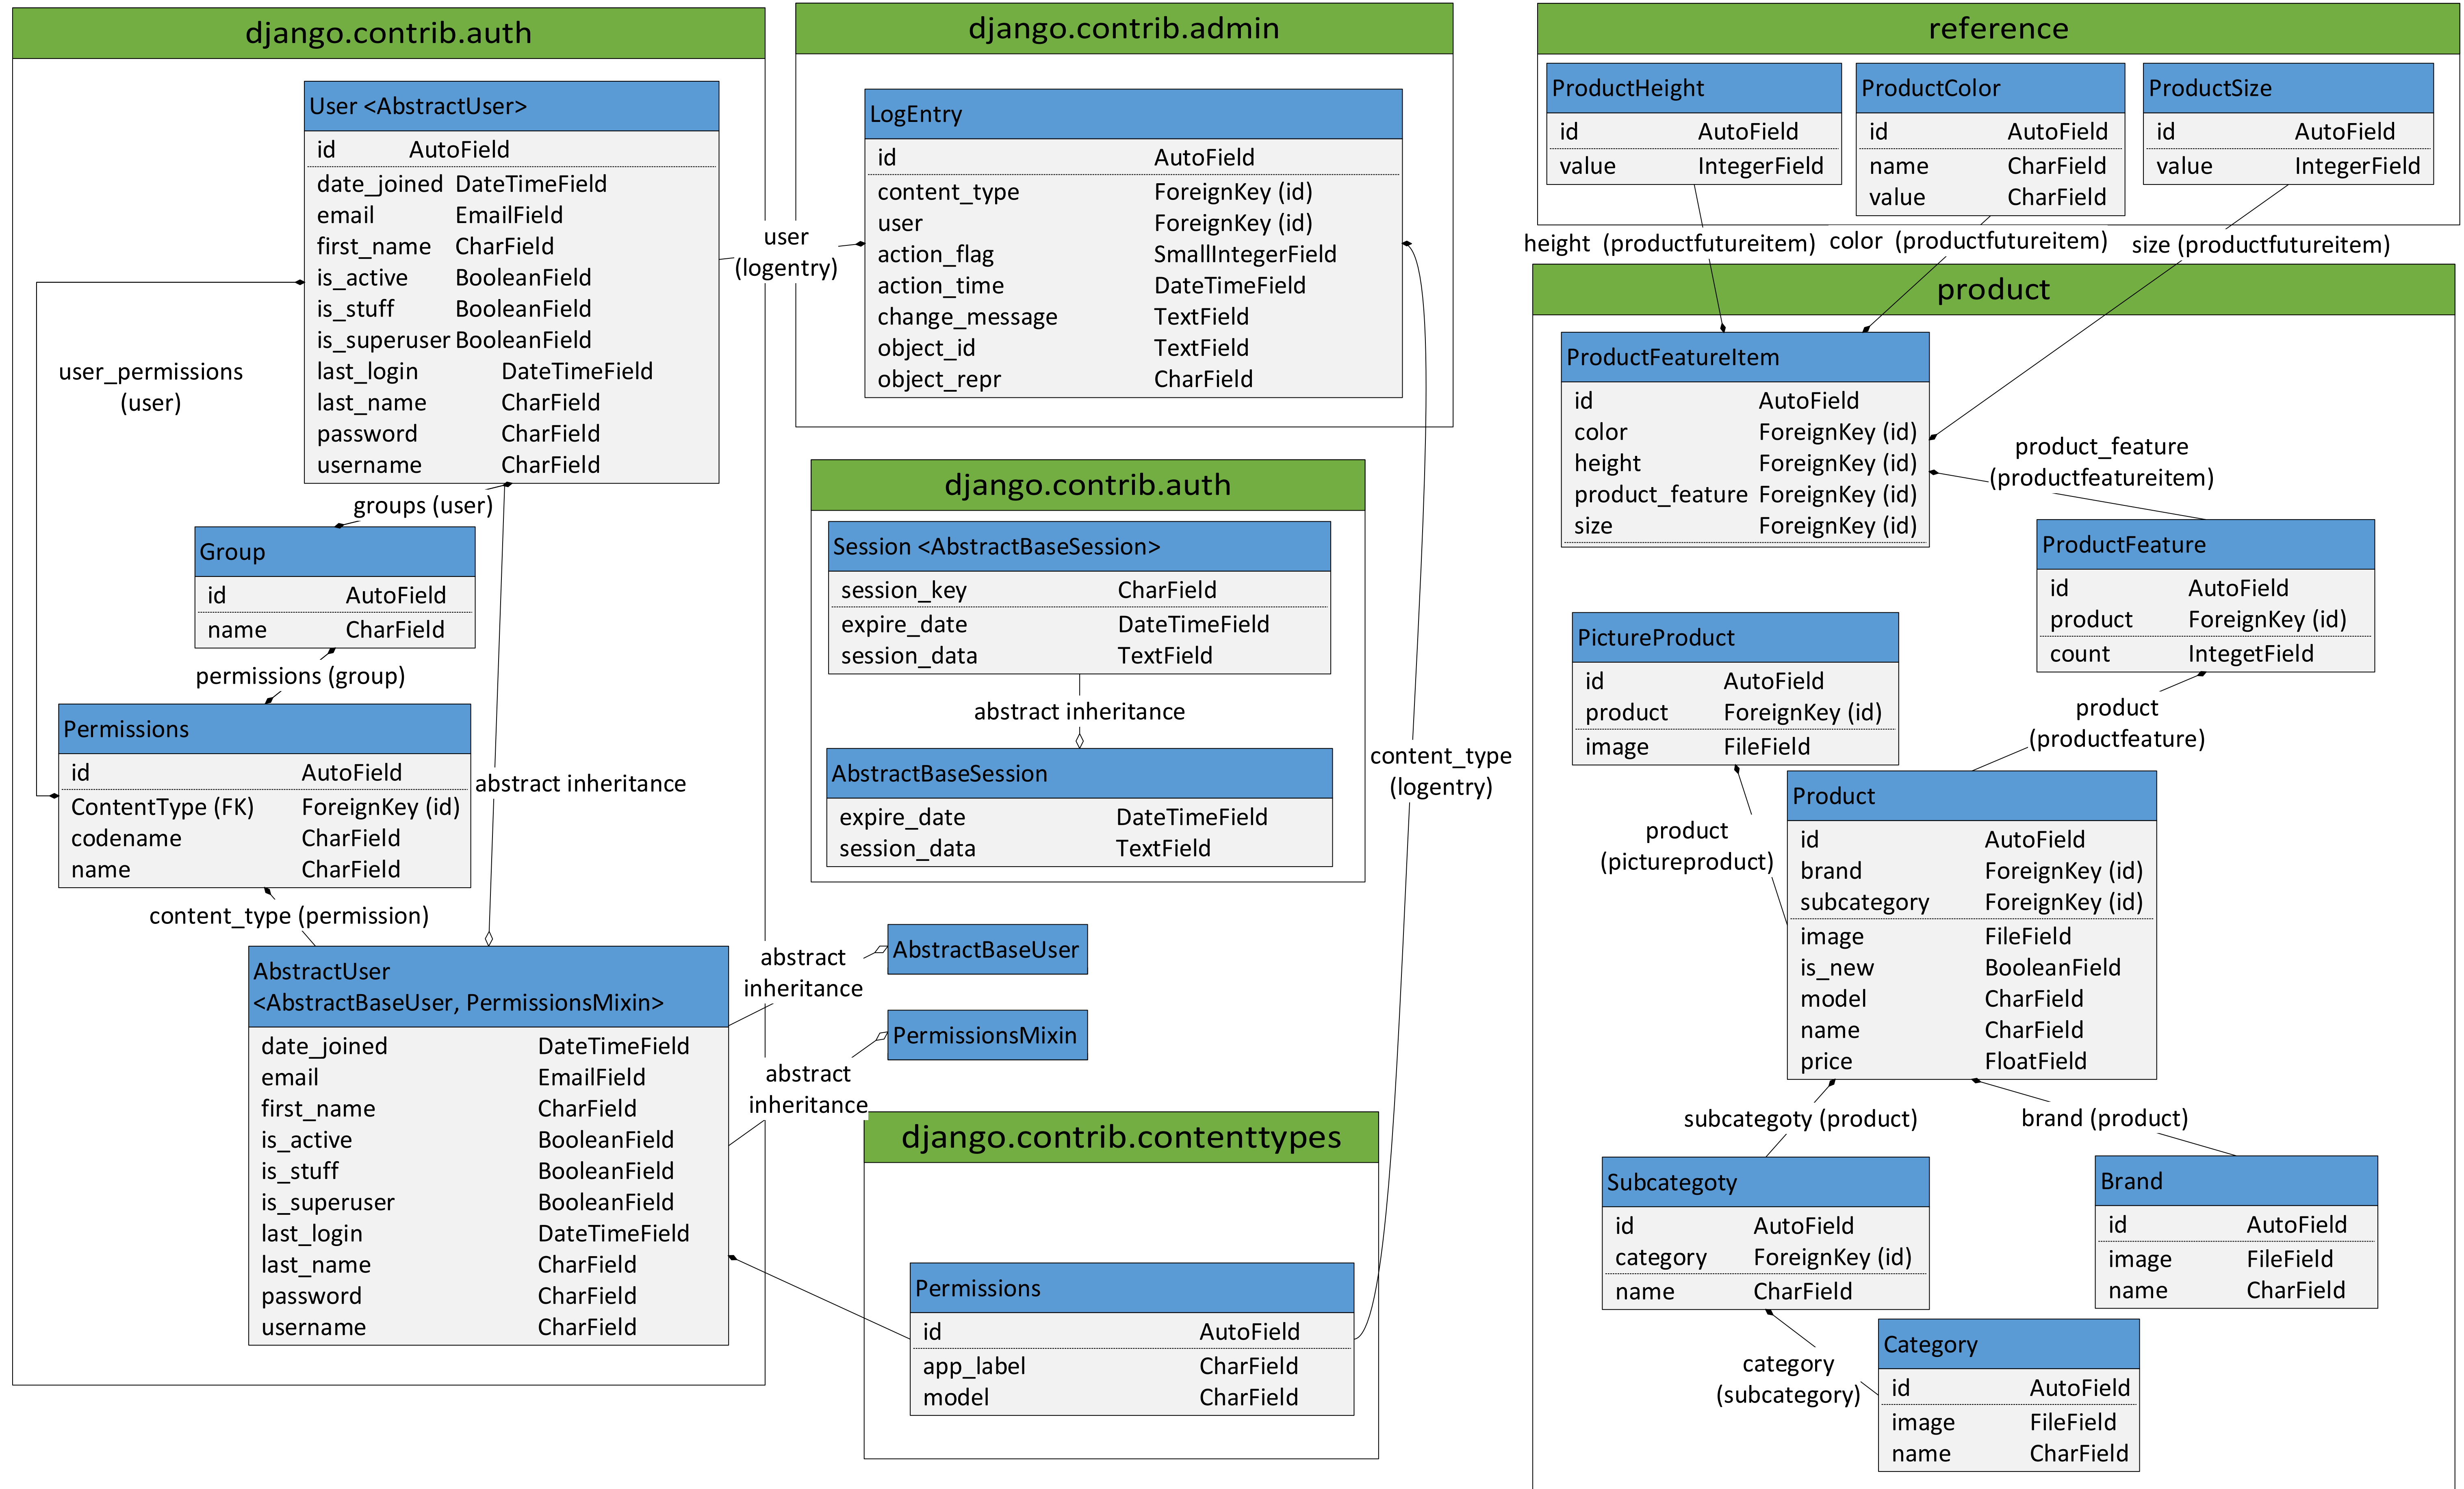 django.contrib.auth
User <AbstractUser>
id AutoField
date_joined DateTimeField
email EmailField
first_name CharField
is_active BooleanField
is_stuff BooleanField
is_superuser BooleanField
last_login DateTimeField
last_name CharField
password CharField
username CharField
user_permissions
(user)
groups (user)
Group
id AutoField
name CharField
permissions (group)
Permissions
id AutoField
ContentType (FK) ForeignKey (id)
codename CharField
name CharField
abstract inheritance
content_type (permission)
AbstractUser
<AbstractBaseUser, PermissionsMixin>
date_joined DateTimeField
email EmailField
first_name CharField
is_active BooleanField
is_stuff BooleanField
is_superuser BooleanField
last_login DateTimeField
last_name CharField
password CharField
username CharField
user
(logentry)
django.contrib.admin
LogEntry
id AutoField
content_type ForeignKey (id)
user ForeignKey (id)
action_flag SmallIntegerField
action_time DateTimeField
change_message TextField
object_id TextField
object_repr CharField
django.contrib.auth
Session <AbstractBaseSession>
session_key CharField
expire_date DateTimeField
session_data TextField
abstract inheritance
AbstractBaseSession
expire_date DateTimeField
session_data TextField
content_type
(logentry)
abstract
inheritance
AbstractBaseUser
PermissionsMixin
abstract
inheritance
django.contrib.contenttypes
Permissions
id AutoField
app_label CharField
model CharField
reference
ProductHeight
id AutoField
value IntegerField
ProductColor
id AutoField
name CharField
value CharField
ProductSize
id AutoField
value IntegerField
height (productfutureitem)
color (productfutureitem)
size (productfutureitem)
product
ProductFeatureItem
id AutoField
color ForeignKey (id)
height ForeignKey (id)
product_feature ForeignKey (id)
size ForeignKey (id)
product_feature
(productfeatureitem)
ProductFeature
id AutoField
product ForeignKey (id)
count IntegetField
PictureProduct
id AutoField
product ForeignKey (id)
image FileField
product
(productfeature)
product
(pictureproduct)
Product
id AutoField
brand ForeignKey (id)
subcategory ForeignKey (id)
image FileField
is_new BooleanField
model CharField
name CharField
price FloatField
subcategoty (product)
brand (product)
Subcategoty
id AutoField
category ForeignKey (id)
name CharField
Brand
id AutoField
image FileField
name CharField
category
(subcategory)
Category
id AutoField
image FileField
name CharField